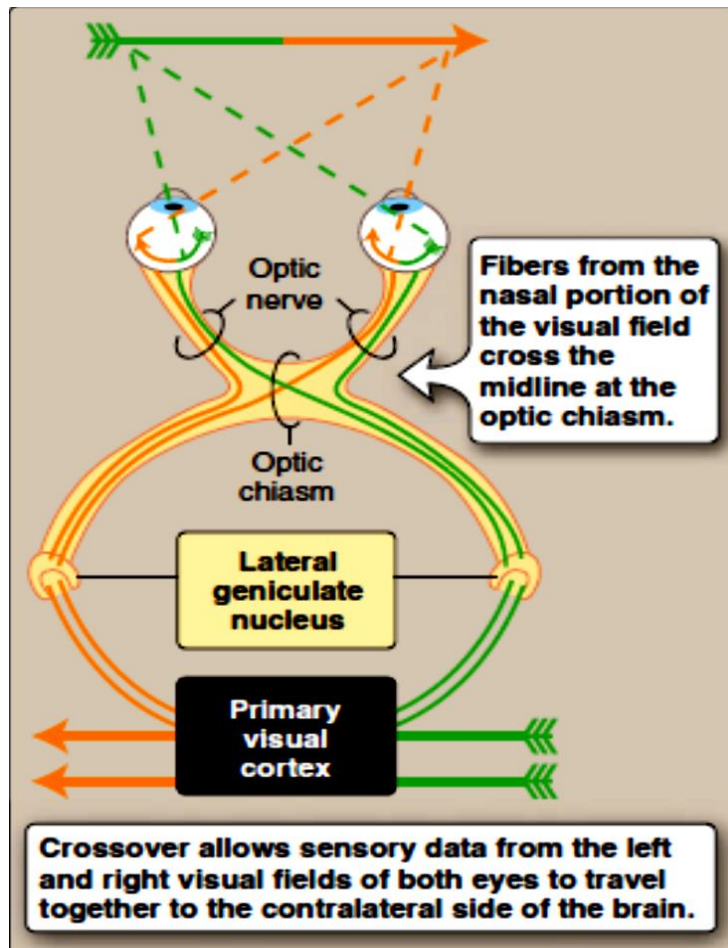 Optic
nerve
Fibers from the
nasal portion of
the visual field
cross the
midline at the
optic chiasm.
Optic
chiasm
Lateral
geniculate
nucleus
Primary
visual
cortex
Crossover allows sensory data from the left
and right visual fields of both eyes to travel
together to the contralateral side of the brain.